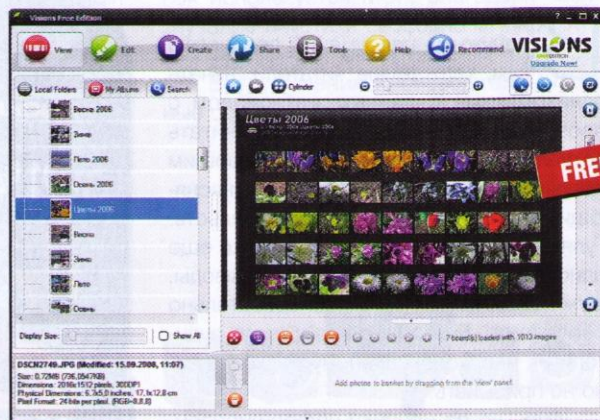 Visions Free Edition
View
Edit
Create
Share
Tools
Help
Recommend
VISIONS
Upgrade Now!
Local Folders
My Albums
Search
Cylinder
Весна 2006
Зима
Лето 2006
Осень 2006
Цветы 2006
Весна
Зима
Лето
Осень
Display Size:
Show All
Цветы 2006
FREE
7 board(s) loaded with 1013 images
DSCN2749.JPG (Modified: 15.09.2008, 11:07)
Size: 0.72MB (736,0547KB)
Dimensions: 2016x1512 pixels, 300DPI
Physical Dimensions: 6.7x5.0 inches, 17,1x12,8 cm
Pixel Format: 24 bits per pixel. (RGB=8.8.8)
Add photos to basket by dragging from the 'view' panel.